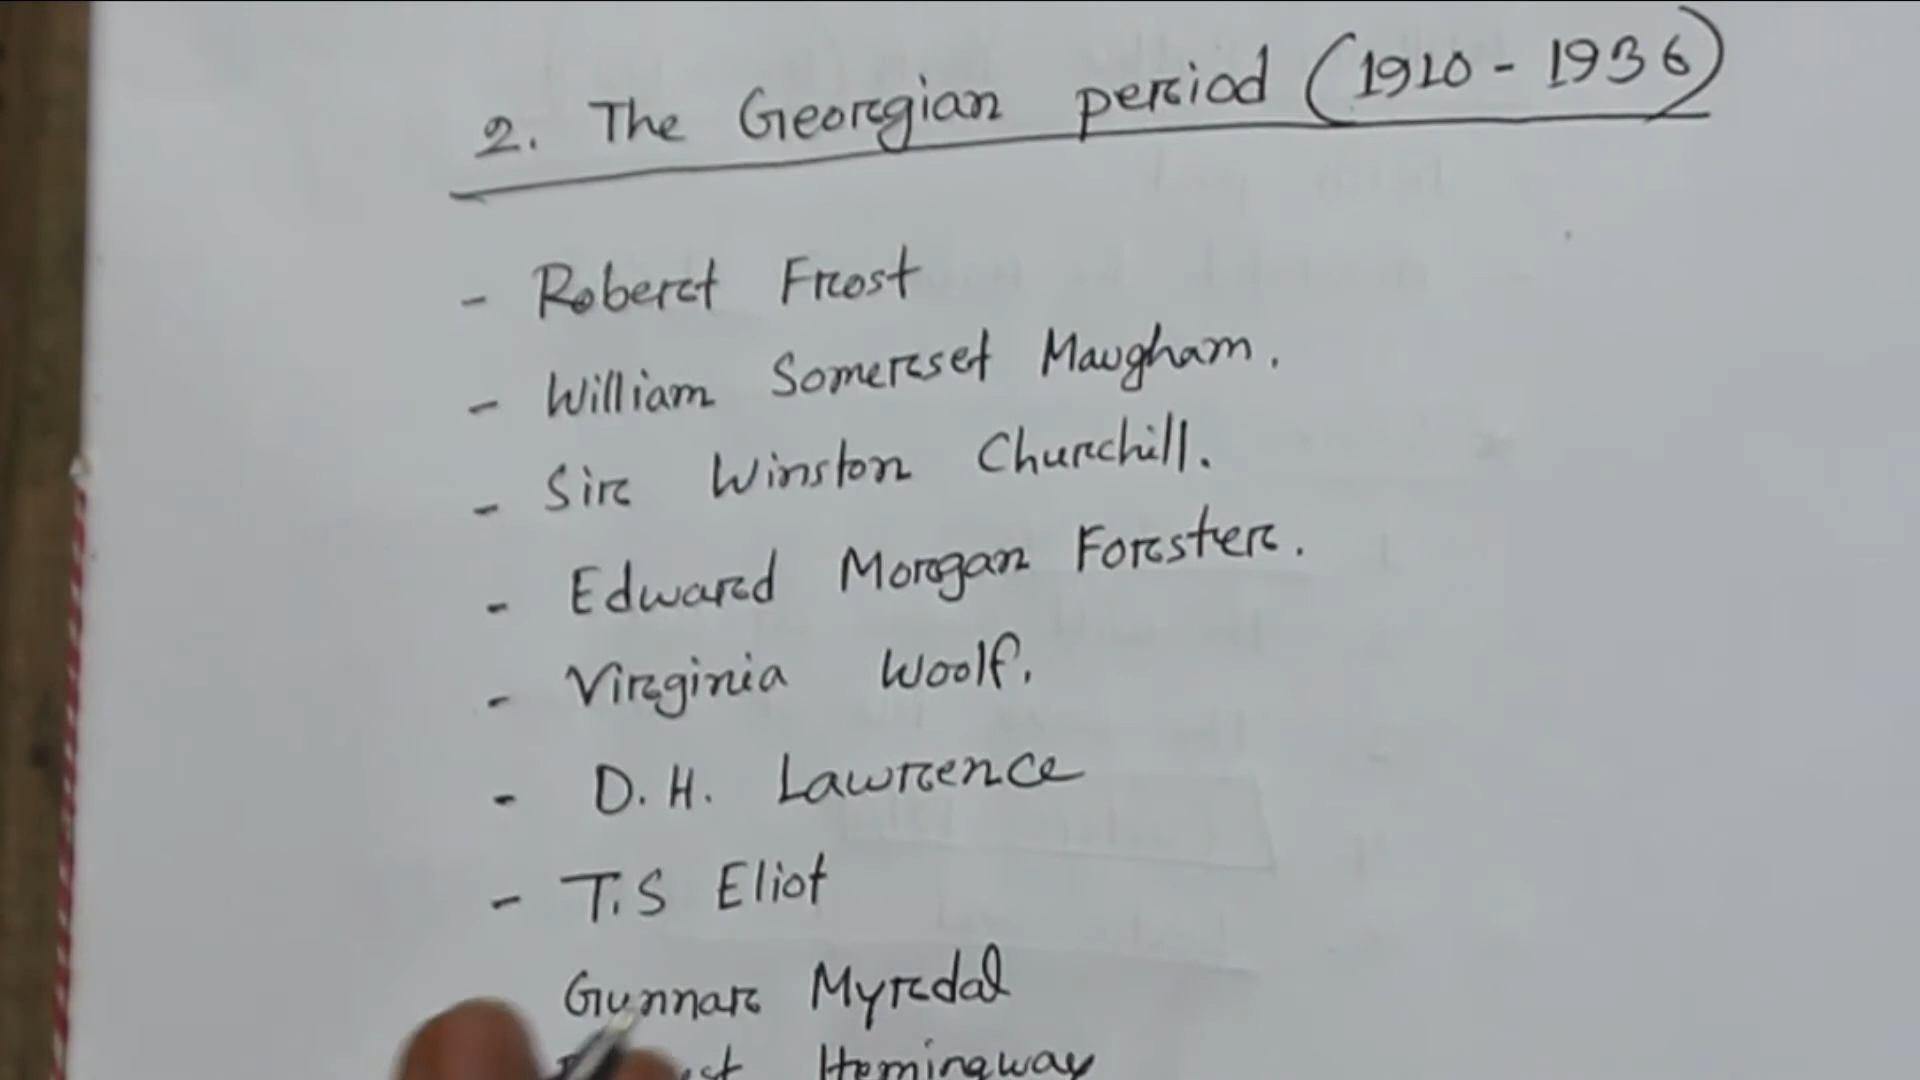 2. The Georgian period (1910 - 1936)
- Robert Frost
- William Somerset Maugham.
- Sir Winston Churchill.
- Edward Morgan Forster.
- Virginia Woolf.
- D. H. Lawrence
- T.S Eliot
Gunnar Myrdal
Hemingway